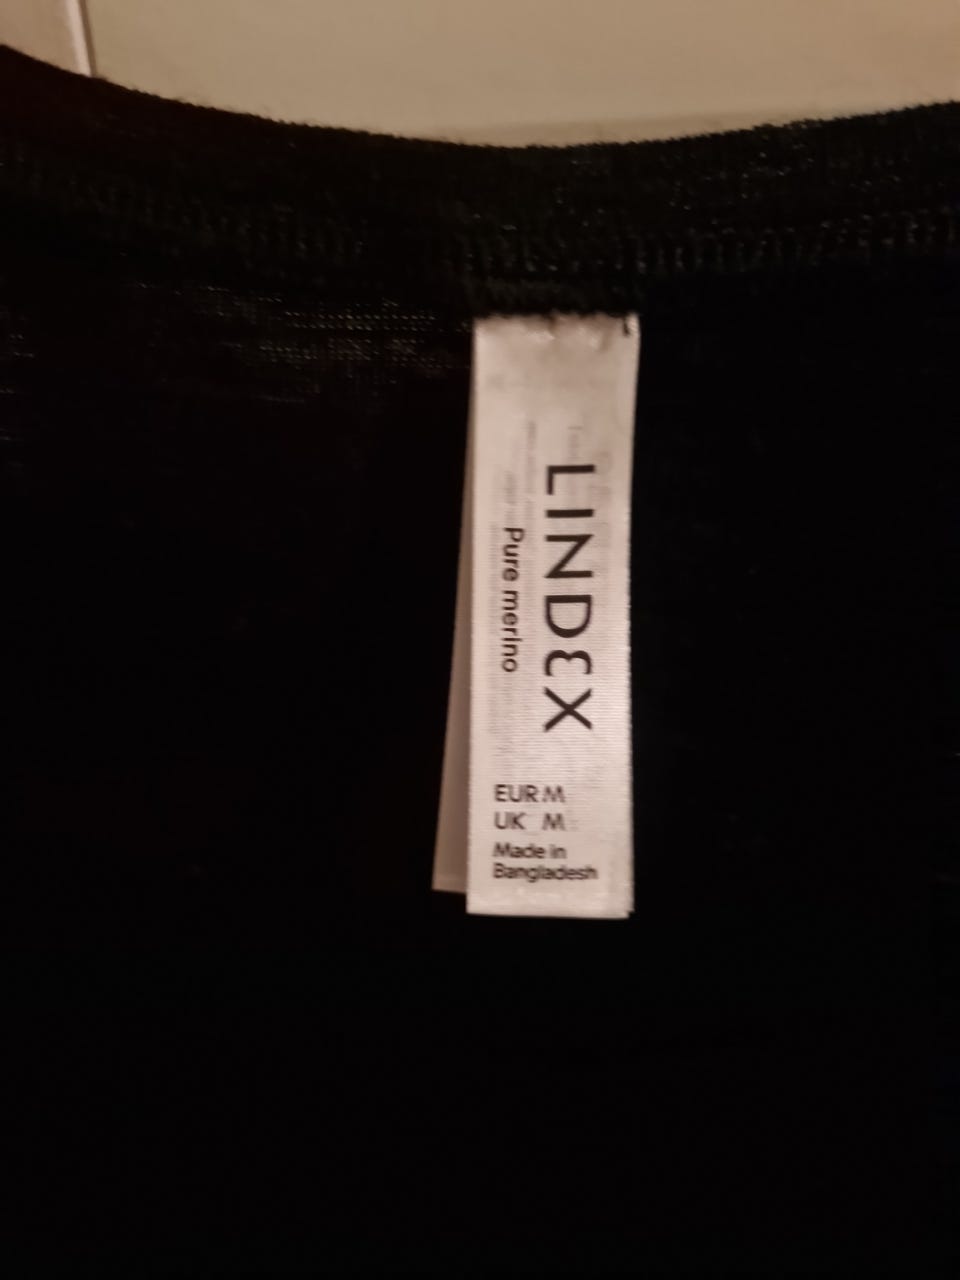 LINDEX
Pure merino
EUR M
UK M
Made in
Bangladesh